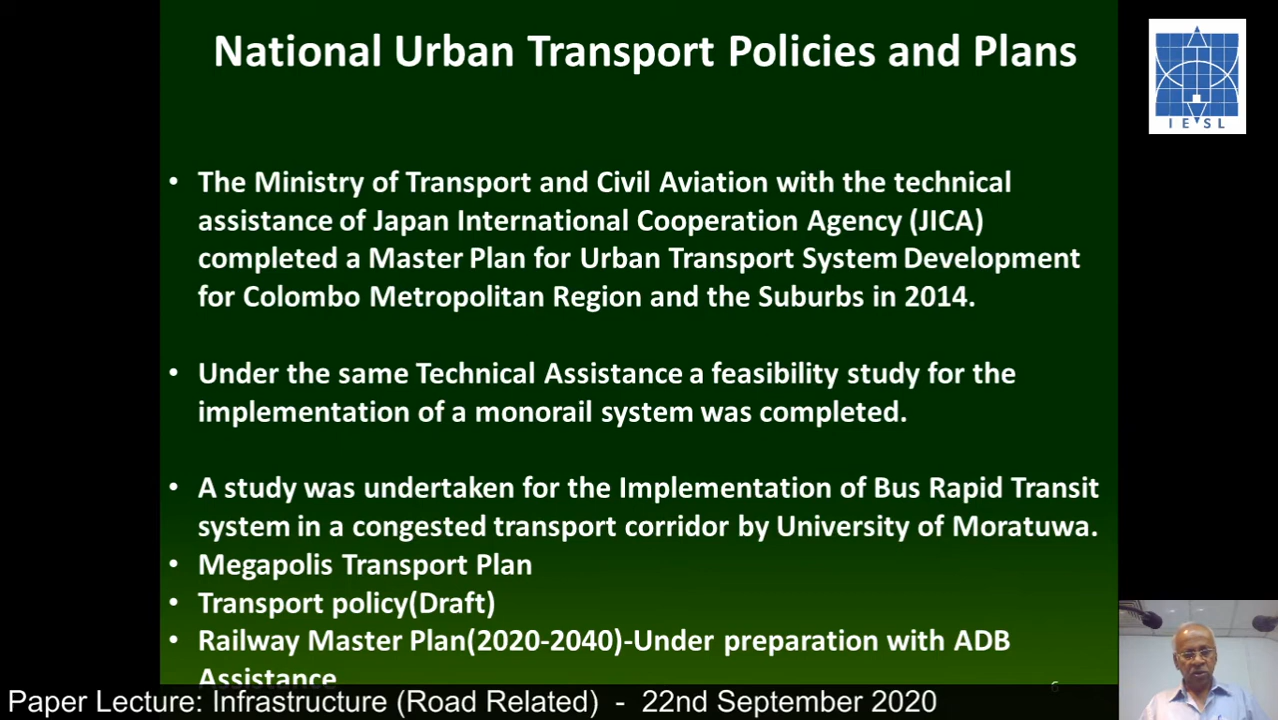 National Urban Transport Policies and Plans
IESL
• The Ministry of Transport and Civil Aviation with the technical
assistance of Japan International Cooperation Agency (JICA)
completed a Master Plan for Urban Transport System Development
for Colombo Metropolitan Region and the Suburbs in 2014.
• Under the same Technical Assistance a feasibility study for the
implementation of a monorail system was completed.
• A study was undertaken for the Implementation of Bus Rapid Transit
system in a congested transport corridor by University of Moratuwa.
• Megapolis Transport Plan
• Transport policy(Draft)
• Railway Master Plan(2020-2040)-Under preparation with ADB
Assistance
6
Paper Lecture: Infrastructure (Road Related) - 22nd September 2020